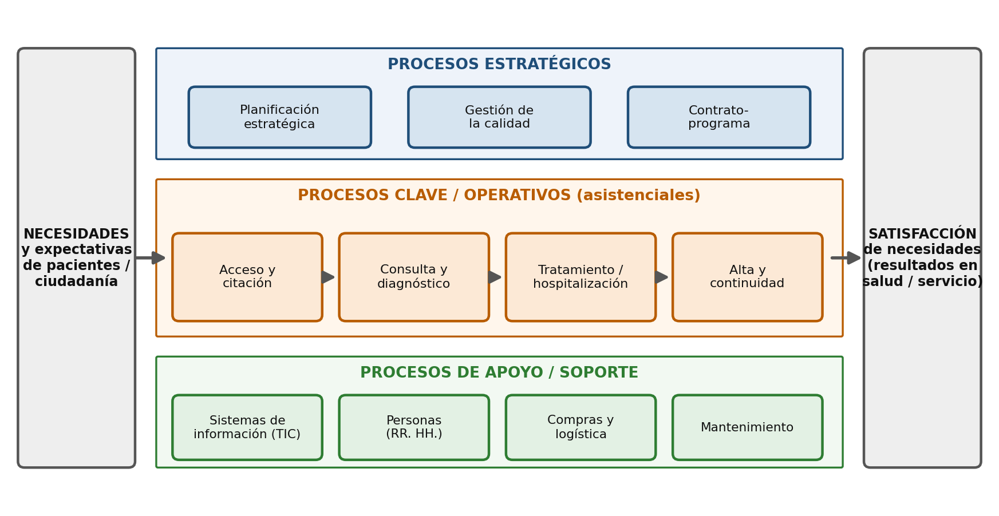 NECESIDADES
y expectativas
de pacientes /
ciudadanía
PROCESOS ESTRATÉGICOS
Planificación
estratégica
Gestión de
la calidad
Contrato-
programa
PROCESOS CLAVE / OPERATIVOS (asistenciales)
Acceso y
citación
Consulta y
diagnóstico
Tratamiento /
hospitalización
Alta y
continuidad
PROCESOS DE APOYO / SOPORTE
Sistemas de
información (TIC)
Personas
(RR. HH.)
Compras y
logística
Mantenimiento
SATISFACCIÓN
de necesidades
(resultados en
salud / servicio)